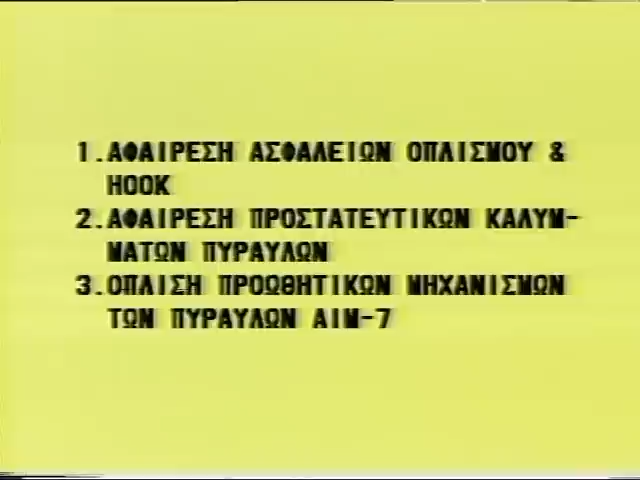 1.ΑΦΑΙΡΕΣΗ ΑΣΦΑΛΕΙΩΝ ΟΠΛΙΣΜΟΥ &
HOOK
2.ΑΦΑΙΡΕΣΗ ΠΡΟΣΤΑΤΕΥΤΙΚΩΝ ΚΑΛΥΜ-
ΜΑΤΩΝ ΠΥΡΑΥΛΩΝ
3.ΟΠΛΙΣΗ ΠΡΟΩΘΗΤΙΚΩΝ ΜΗΧΑΝΙΣΜΩΝ
ΤΩΝ ΠΥΡΑΥΛΩΝ AIM-7